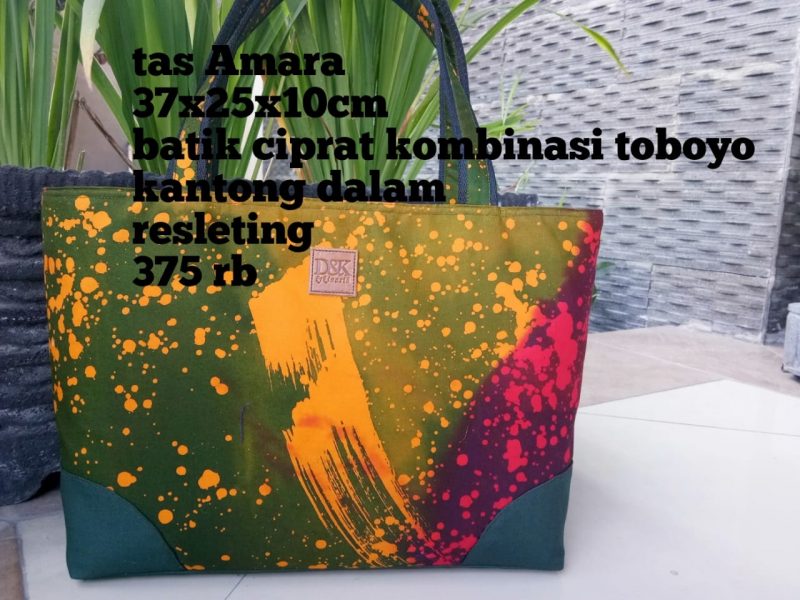 tas Amara
37x25x10cm
batik ciprat kombinasi toboyo
kantong dalam
resleting
375 rb
D&K